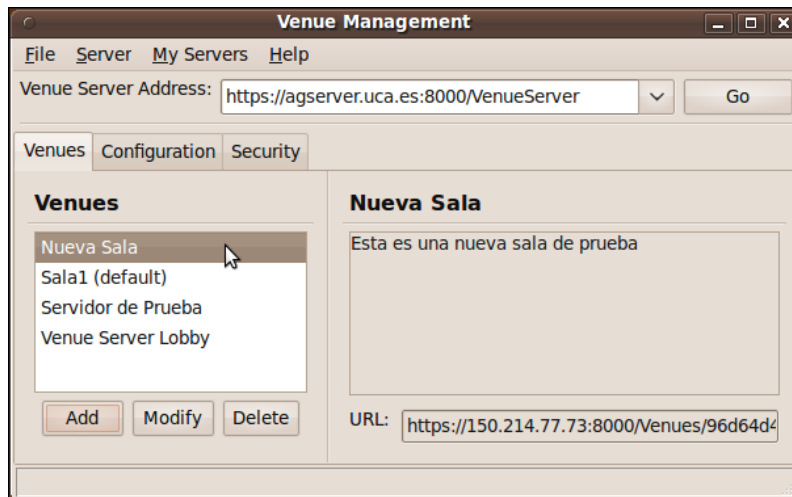 Venue Management
File Server My Servers Help
Venue Server Address: https://agserver.uca.es:8000/VenueServer Go
Venues Configuration Security
Venues
Nueva Sala
Sala1 (default)
Servidor de Prueba
Venue Server Lobby
Add Modify Delete
Nueva Sala
Esta es una nueva sala de prueba
URL: https://150.214.77.73:8000/Venues/96d64d4